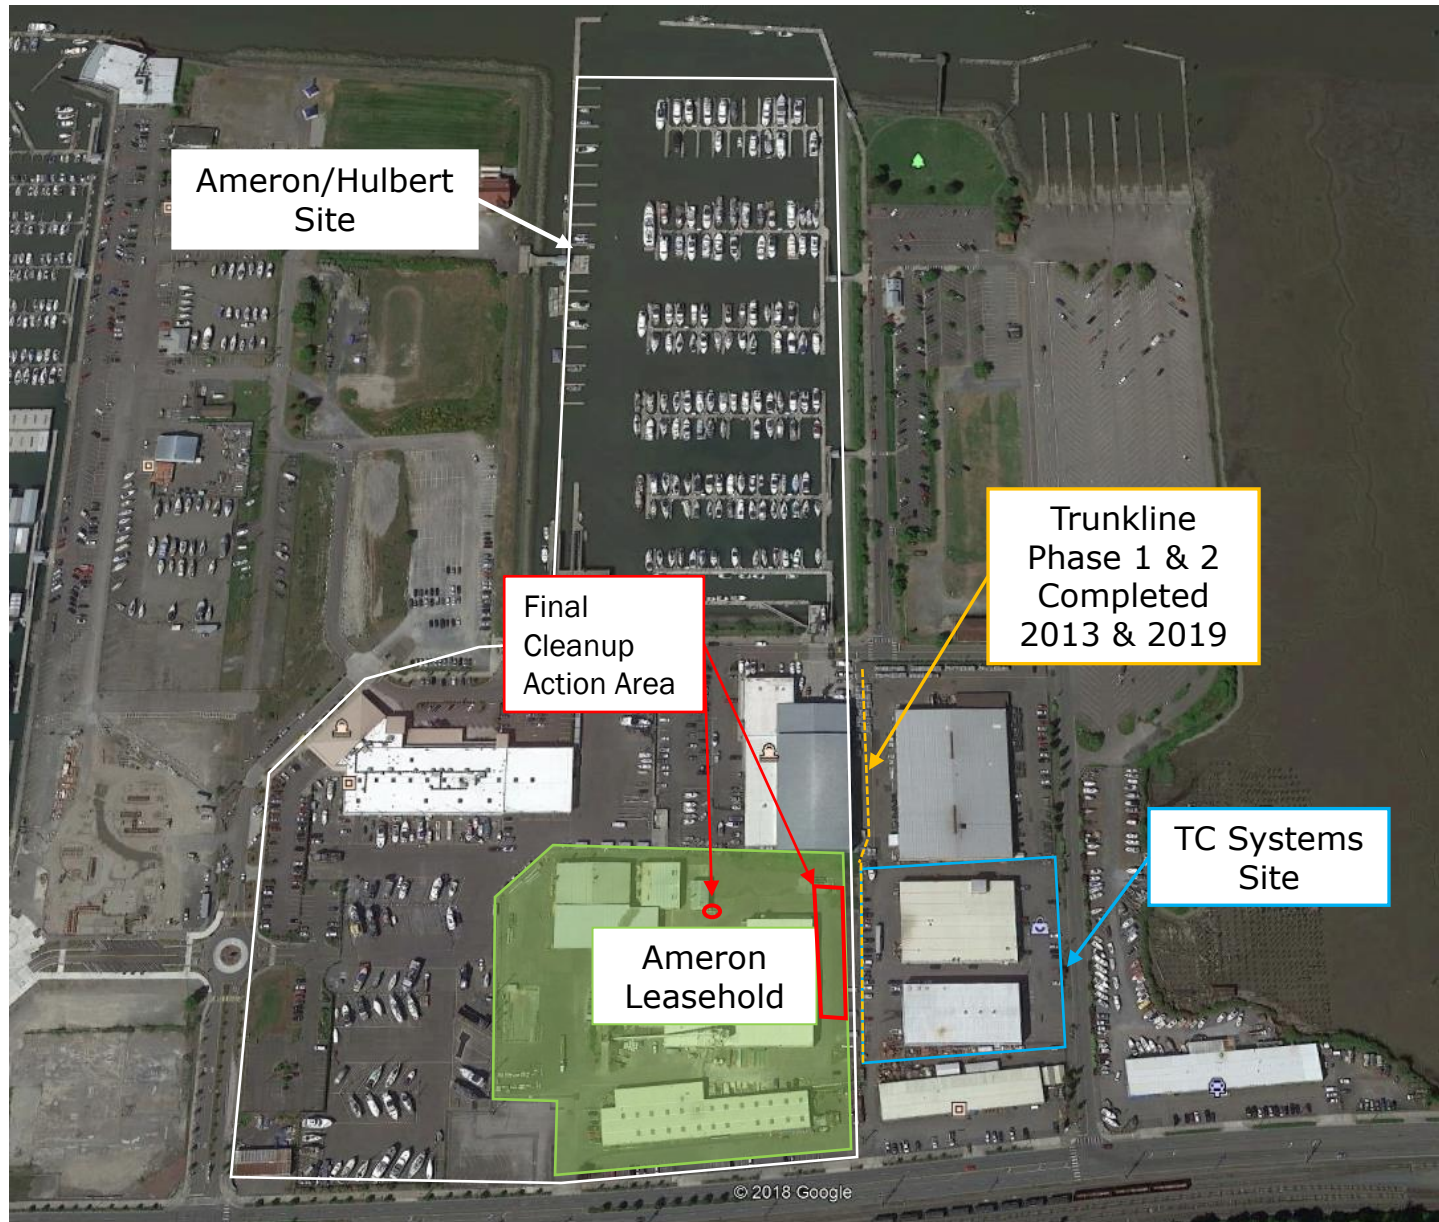 Ameron/Hulbert
Site
Final
Cleanup
Action Area
Trunkline
Phase 1 & 2
Completed
2013 & 2019
TC Systems
Site
Ameron
Leasehold
© 2018 Google